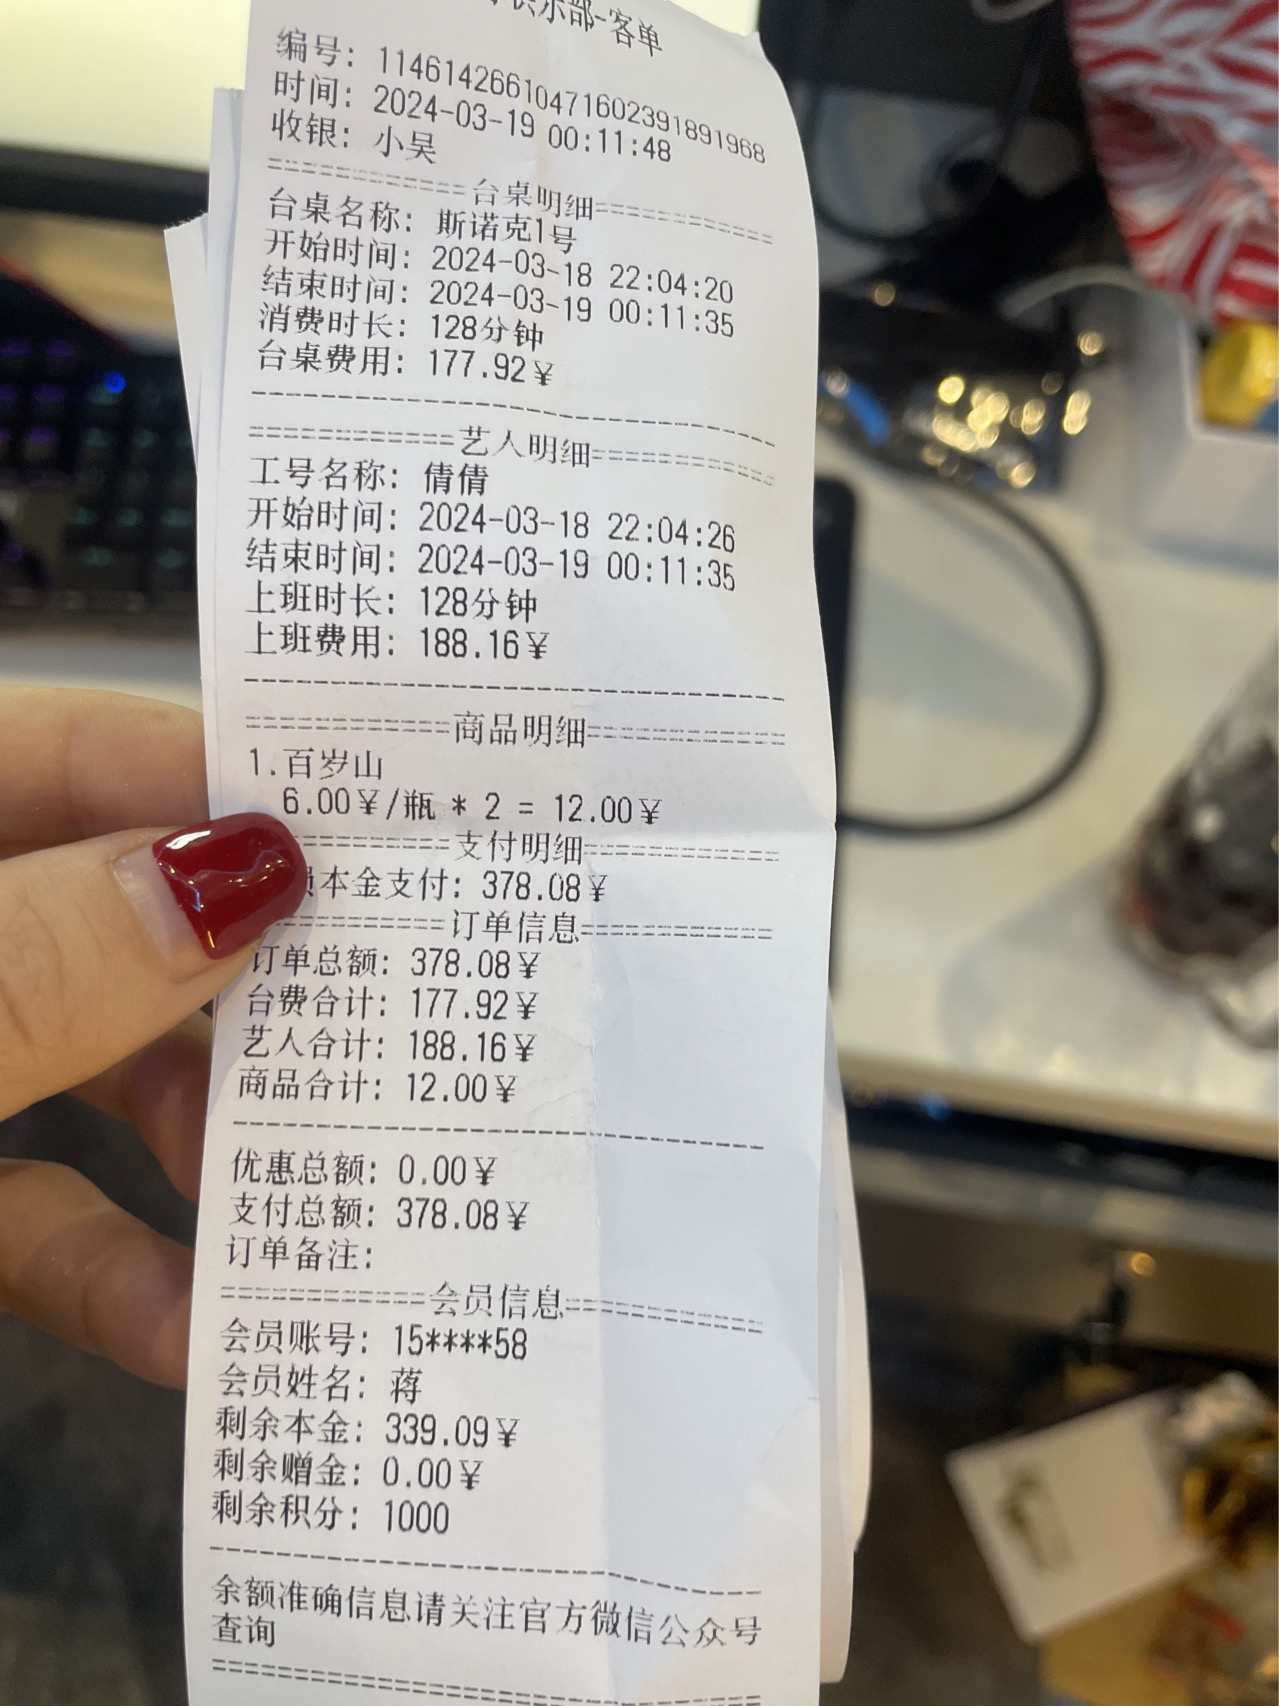 俱乐部-客单
编号: 1146142661047160239189 1968
时间: 2024-03-19 00:11:48
收银: 小昊
============台桌明细============
台桌名称: 斯诺克1号
开始时间: 2024-03-18 22:04:20
结束时间: 2024-03-19 00:11:35
消费时长: 128分钟
台桌费用: 177.92¥
--------------------------------
============艺人明细============
工号名称: 倩倩
开始时间: 2024-03-18 22:04:26
结束时间: 2024-03-19 00:11:35
上班时长: 128分钟
上班费用: 188.16¥
--------------------------------
============商品明细============
1.百岁山
6.00¥/瓶 * 2 = 12.00¥
==========支付明细============
本金支付: 378.08¥
==========订单信息============
订单总额: 378.08¥
台费合计: 177.92¥
艺人合计: 188.16¥
商品合计: 12.00¥
--------------------------------
优惠总额: 0.00¥
支付总额: 378.08¥
订单备注:
============会员信息============
会员账号: 15****58
会员姓名: 蒋
剩余本金: 339.09¥
剩余赠金: 0.00¥
剩余积分: 1000
--------------------------------
余额准确信息请关注官方微信公众号
查询
================================